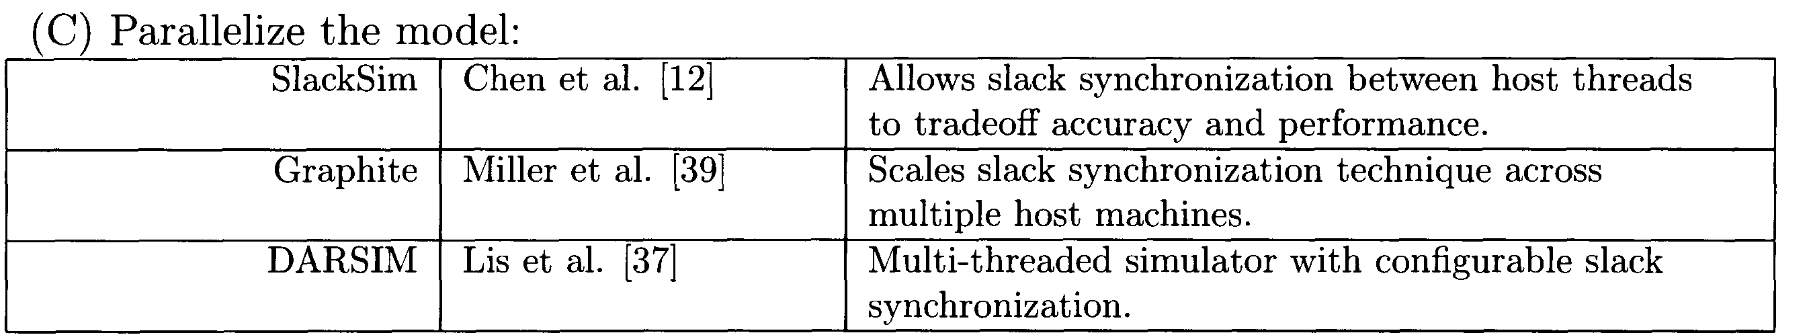 (C) Parallelize the model:
SlackSim Chen et al. [12] Allows slack synchronization between host threads
to tradeoff accuracy and performance.
Graphite Miller et al. [39] Scales slack synchronization technique across
multiple host machines.
DARSIM Lis et al. [37] Multi-threaded simulator with configurable slack
synchronization.